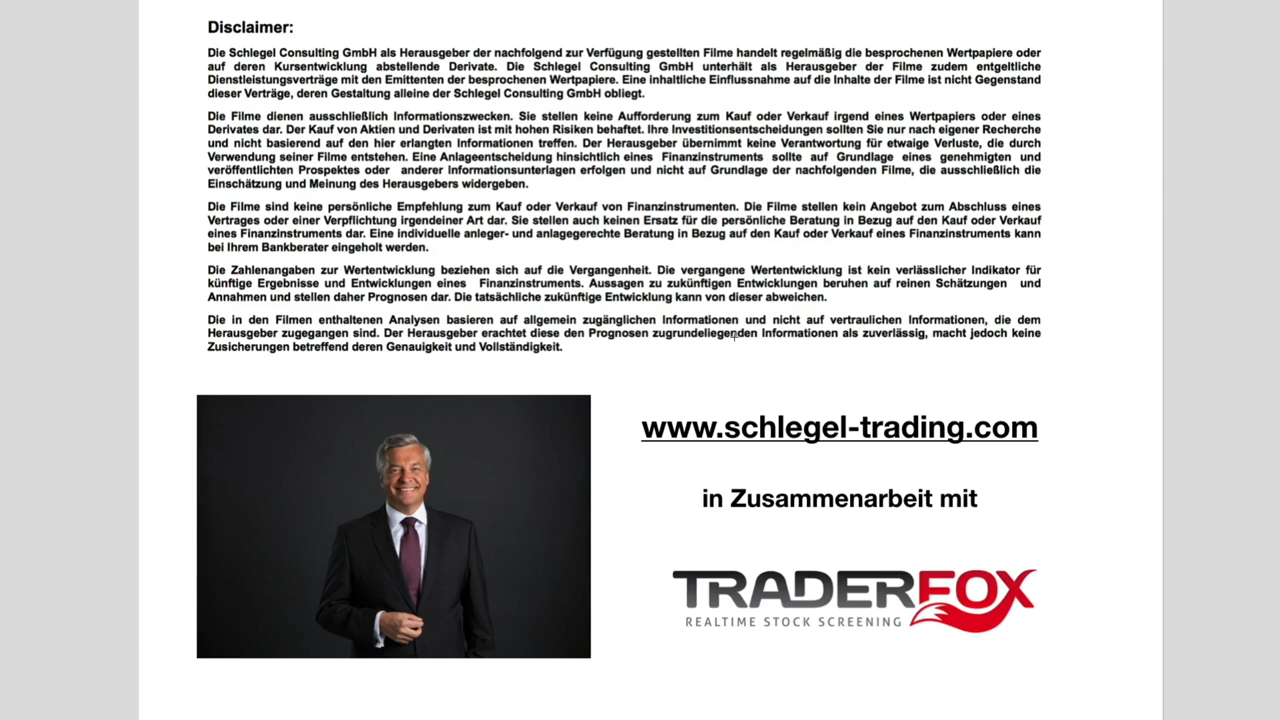 Disclaimer:
Die Schlegel Consulting GmbH als Herausgeber der nachfolgend zur Verfügung gestellten Filme handelt regelmäßig die besprochenen Wertpapiere oder
auf deren Kursentwicklung abstellende Derivate. Die Schlegel Consulting GmbH unterhält als Herausgeber der Filme zudem entgeltliche
Dienstleistungsverträge mit den Emittenten der besprochenen Wertpapiere. Eine inhaltliche Einflussnahme auf die Inhalte der Filme ist nicht Gegenstand
dieser Verträge, deren Gestaltung alleine der Schlegel Consulting GmbH obliegt.
Die Filme dienen ausschließlich Informationszwecken. Sie stellen keine Aufforderung zum Kauf oder Verkauf irgend eines Wertpapiers oder eines
Derivates dar. Der Kauf von Aktien und Derivaten ist mit hohen Risiken behaftet. Ihre Investitionsentscheidungen sollten Sie nur nach eigener Recherche
und nicht basierend auf den hier erlangten Informationen treffen. Der Herausgeber übernimmt keine Verantwortung für etwaige Verluste, die durch
Verwendung seiner Filme entstehen. Eine Anlageentscheidung hinsichtlich eines Finanzinstruments sollte auf Grundlage eines genehmigten und
veröffentlichten Prospektes oder anderer Informationsunterlagen erfolgen und nicht auf Grundlage der nachfolgenden Filme, die ausschließlich die
Einschätzung und Meinung des Herausgebers widergeben.
Die Filme sind keine persönliche Empfehlung zum Kauf oder Verkauf von Finanzinstrumenten. Die Filme stellen kein Angebot zum Abschluss eines
Vertrages oder einer Verpflichtung irgendeiner Art dar. Sie stellen auch keinen Ersatz für die persönliche Beratung in Bezug auf den Kauf oder Verkauf
eines Finanzinstruments dar. Eine individuelle anleger- und anlagegerechte Beratung in Bezug auf den Kauf oder Verkauf eines Finanzinstruments kann
bei Ihrem Bankberater eingeholt werden.
Die Zahlenangaben zur Wertentwicklung beziehen sich auf die Vergangenheit. Die vergangene Wertentwicklung ist kein verlässlicher Indikator für
künftige Ergebnisse und Entwicklungen eines Finanzinstruments. Aussagen zu zukünftigen Entwicklungen beruhen auf reinen Schätzungen und
Annahmen und stellen daher Prognosen dar. Die tatsächliche zukünftige Entwicklung kann von dieser abweichen.
Die in den Filmen enthaltenen Analysen basieren auf allgemein zugänglichen Informationen und nicht auf vertraulichen Informationen, die dem
Herausgeber zugegangen sind. Der Herausgeber erachtet diese den Prognosen zugrundeliegenden Informationen als zuverlässig, macht jedoch keine
Zusicherungen betreffend deren Genauigkeit und Vollständigkeit.
www.schlegel-trading.com
in Zusammenarbeit mit
TRADERFOX
REALTIME STOCK SCREENING